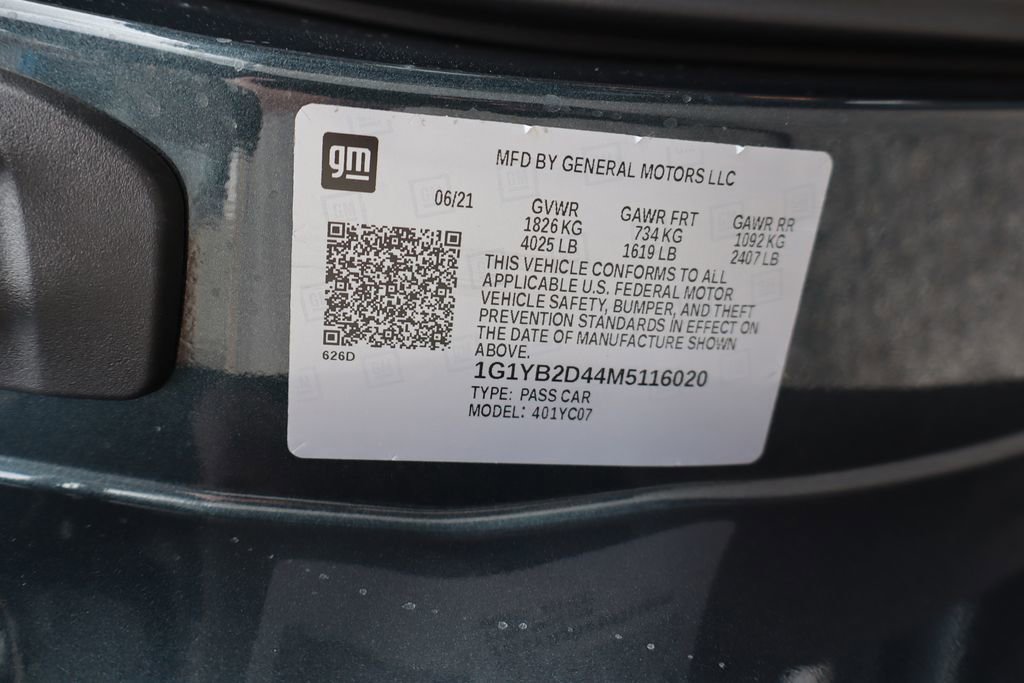 gm
MFD BY GENERAL MOTORS LLC
06/21
GVWR GAWR FRT GAWR RR
1826 KG 734 KG 1092 KG
4025 LB 1619 LB 2407 LB
THIS VEHICLE CONFORMS TO ALL
APPLICABLE U.S. FEDERAL MOTOR
VEHICLE SAFETY, BUMPER, AND THEFT
PREVENTION STANDARDS IN EFFECT ON
THE DATE OF MANUFACTURE SHOWN
ABOVE.
626D
1G1YB2D44M5116020
TYPE: PASS CAR
MODEL: 401YC07